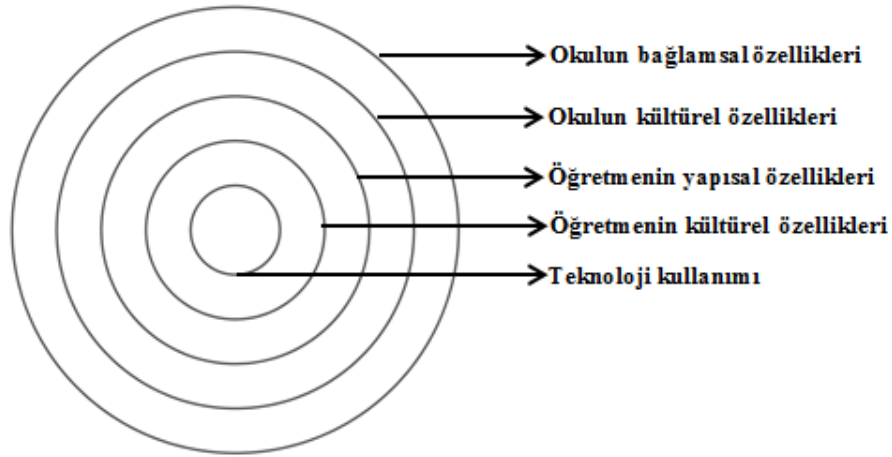 Okulun bağlamsal özellikleri
Okulun kültürel özellikleri
Öğretmenin yapısal özellikleri
Öğretmenin kültürel özellikleri
Teknoloji kullanımı